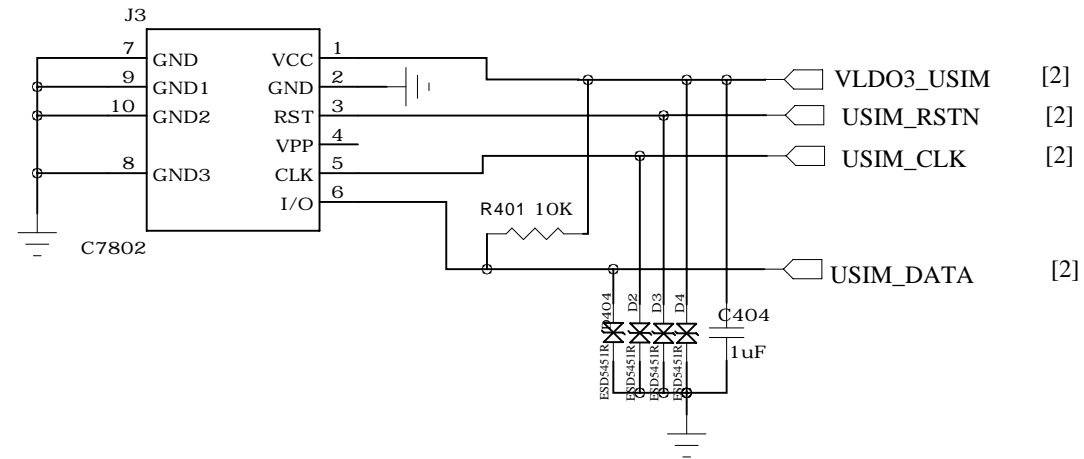 J3
7 GND VCC 1
9 GND1 GND 2
10 GND2 RST 3
VPP 4
8 GND3 CLK 5
I/O 6
C7802
VLDO3_USIM [2]
USIM_RSTN [2]
USIM_CLK [2]
R401 10K
USIM_DATA [2]
D404 D2 D3 D4
C404
1uF
ESD5451R ESD5451R ESD5451R ESD5451R